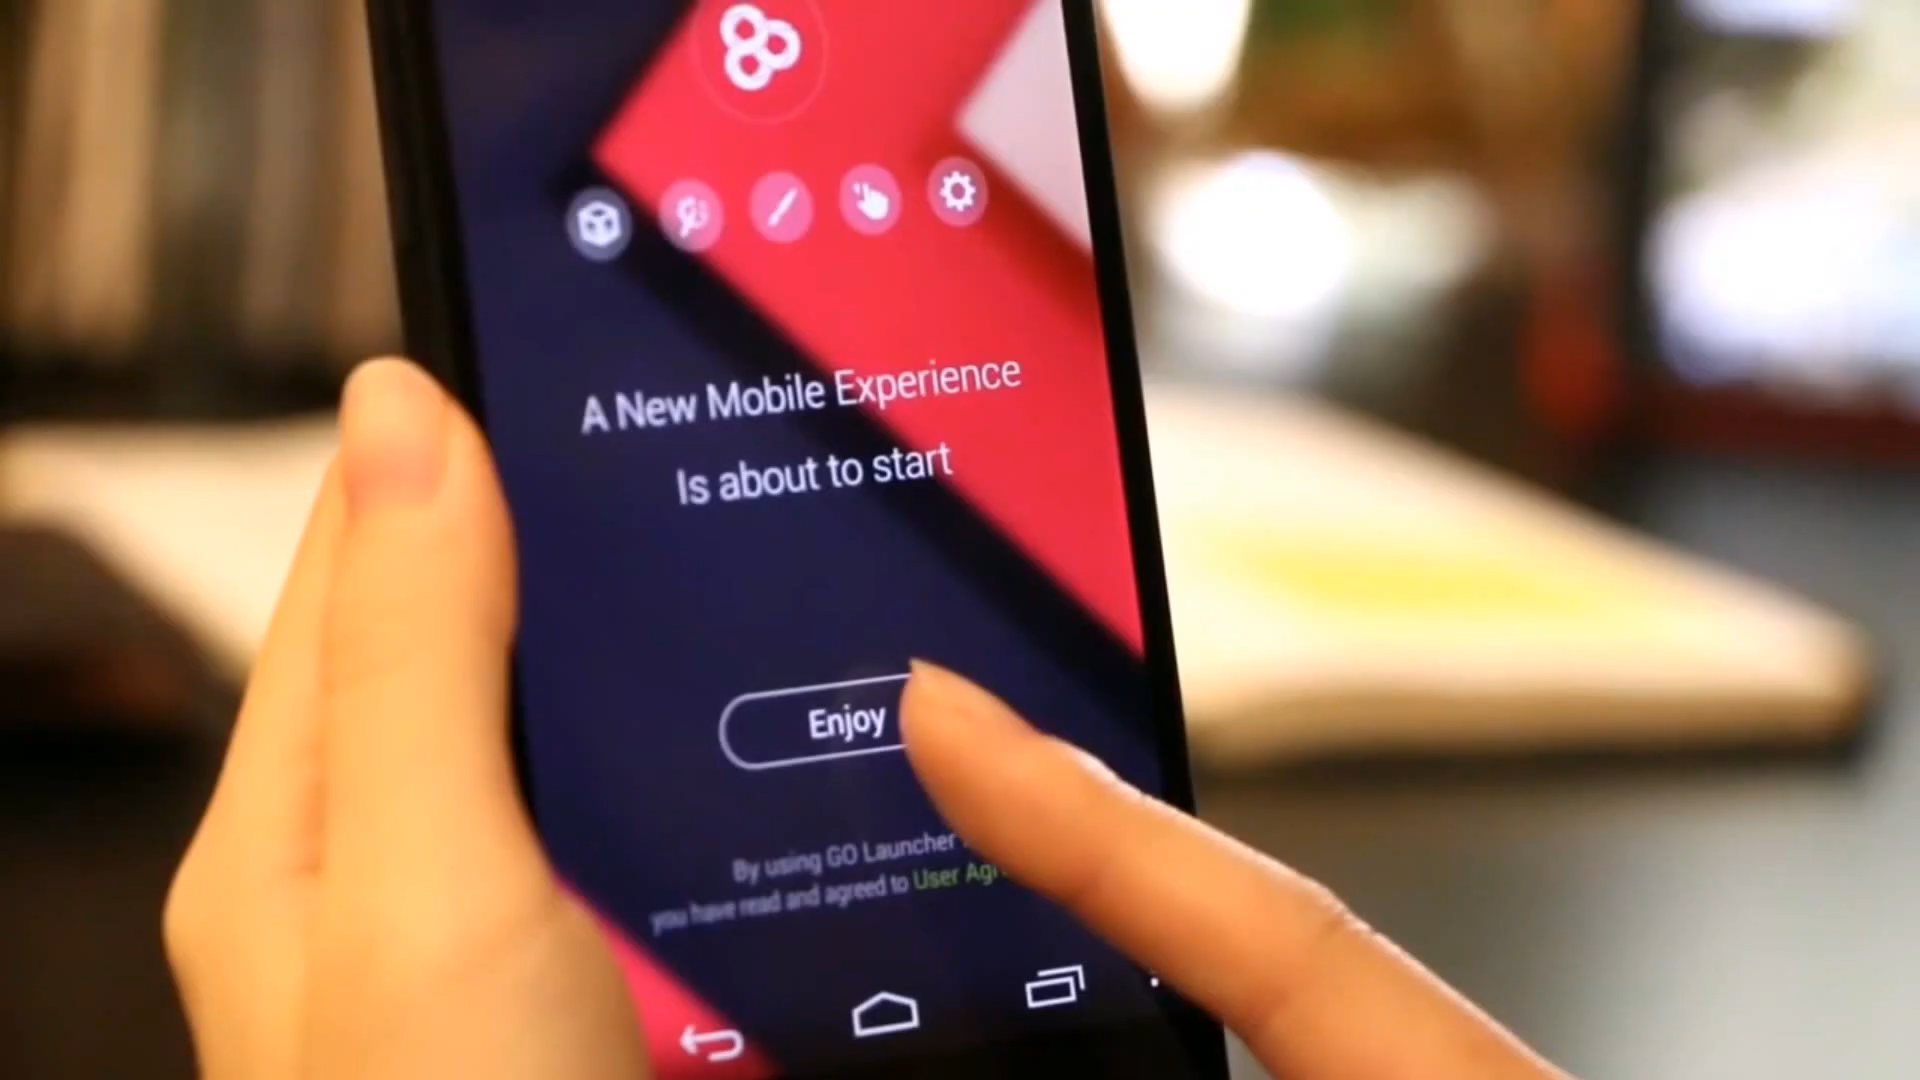 A New Mobile Experience
Is about to start
Enjoy
By using GO Launcher
you have read and agreed to User